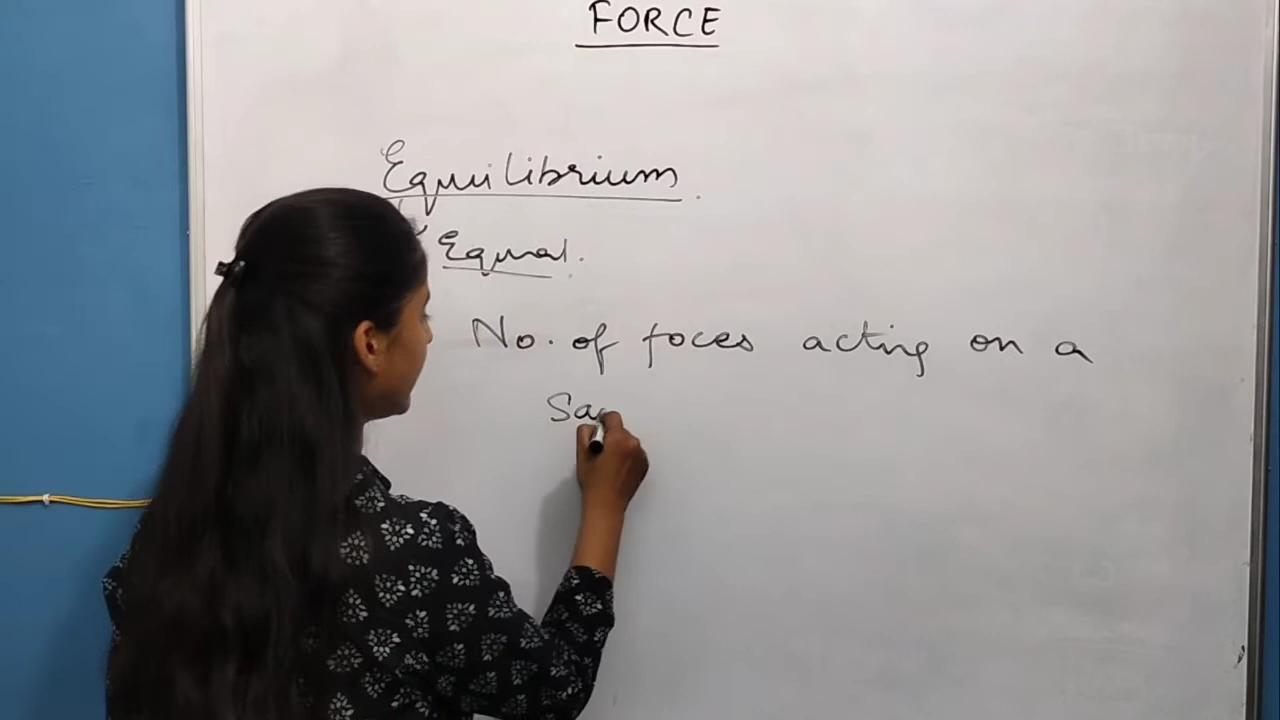 FORCE
Equilibrium.
Equal.
No. of foces acting on a
Sa